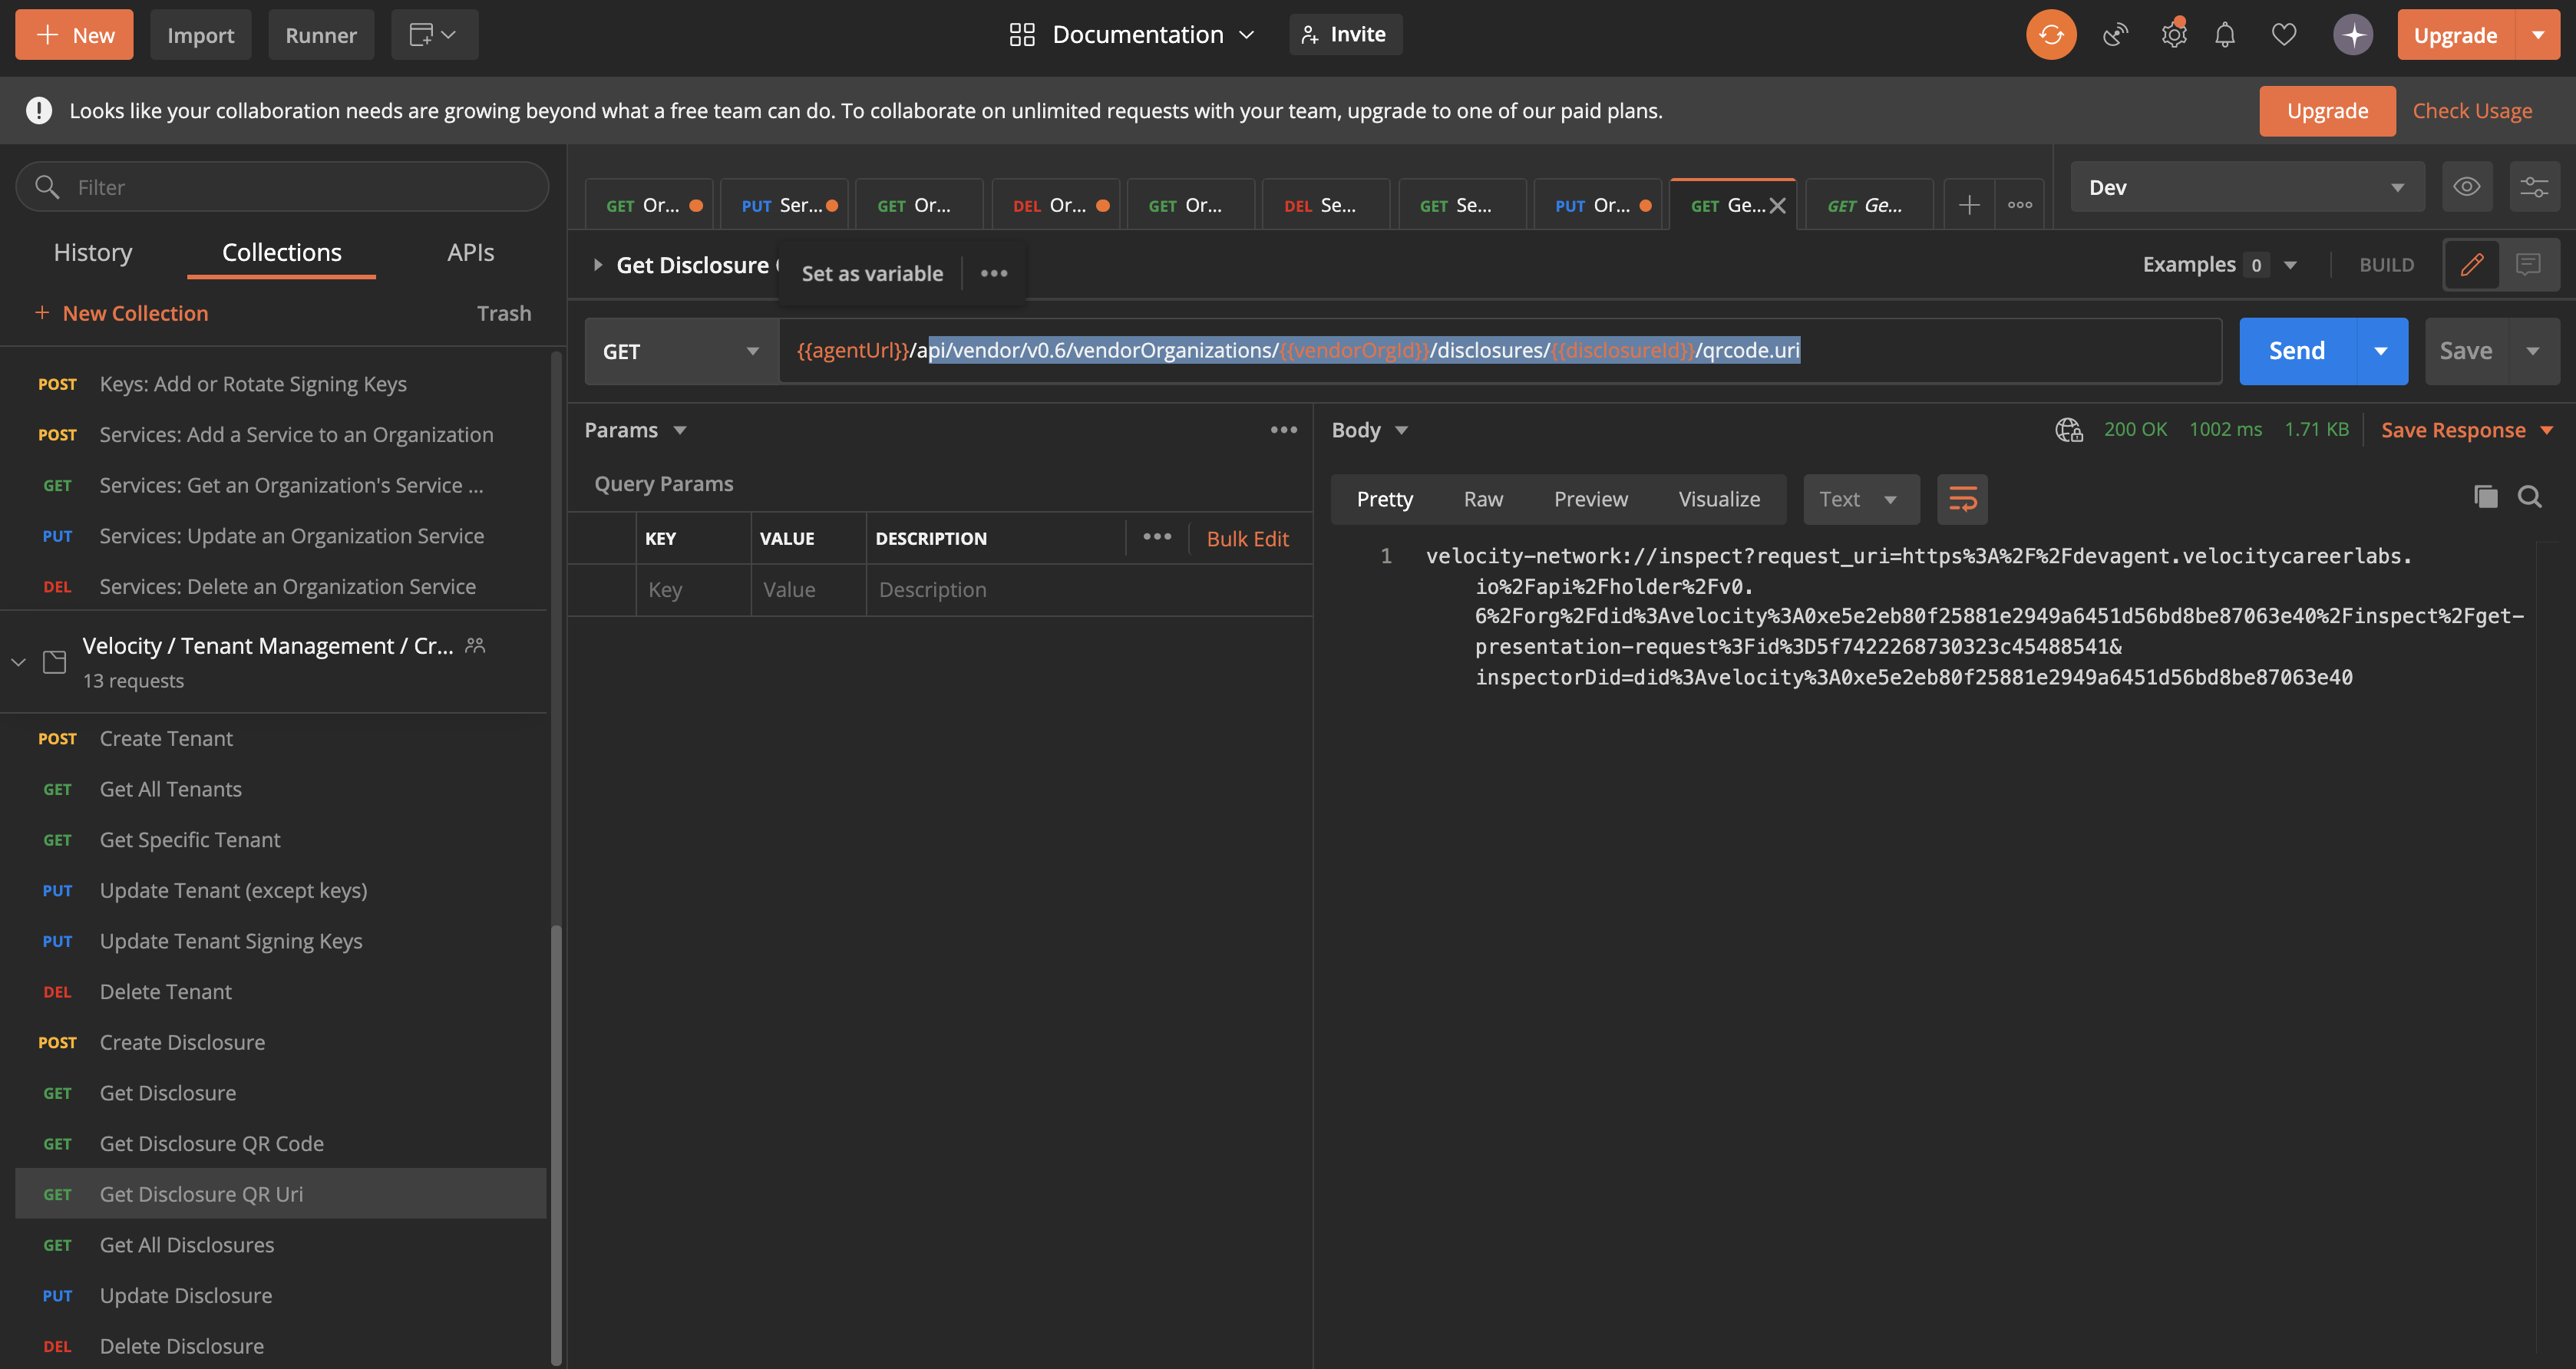 + New
Import
Runner
Documentation
Invite
Upgrade
Looks like your collaboration needs are growing beyond what a free team can do. To collaborate on unlimited requests with your team, upgrade to one of our paid plans.
Upgrade
Check Usage
Filter
GET Or...
PUT Ser...
GET Or...
DEL Or...
GET Or...
DEL Se...
GET Se...
PUT Or...
GET Ge...
GET Ge...
Dev
History
Collections
APIs
+ New Collection
Trash
Get Disclosure
Set as variable
Examples 0
BUILD
GET
{{agentUrl}}/api/vendor/v0.6/vendorOrganizations/{{vendorOrgId}}/disclosures/{{disclosureId}}/qrcode.uri
Send
Save
POST Keys: Add or Rotate Signing Keys
POST Services: Add a Service to an Organization
GET Services: Get an Organization's Service ...
PUT Services: Update an Organization Service
DEL Services: Delete an Organization Service
Velocity / Tenant Management / Cr...
13 requests
POST Create Tenant
GET Get All Tenants
GET Get Specific Tenant
PUT Update Tenant (except keys)
PUT Update Tenant Signing Keys
DEL Delete Tenant
POST Create Disclosure
GET Get Disclosure
GET Get Disclosure QR Code
GET Get Disclosure QR Uri
GET Get All Disclosures
PUT Update Disclosure
DEL Delete Disclosure
Params
Query Params
KEY VALUE DESCRIPTION
Bulk Edit
Key Value Description
Body
200 OK 1002 ms 1.71 KB
Save Response
Pretty Raw Preview Visualize
Text
1 velocity-network://inspect?request_uri=https%3A%2F%2Fdevagent.velocitycareerlabs.
io%2Fapi%2Fholder%2Fv0.
6%2Forg%2Fdid%3Avelocity%3A0xe5e2eb80f25881e2949a6451d56bd8be87063e40%2Finspect%2Fget-
presentation-request%3Fid%3D5f7422268730323c45488541&
inspectorDid=did%3Avelocity%3A0xe5e2eb80f25881e2949a6451d56bd8be87063e40